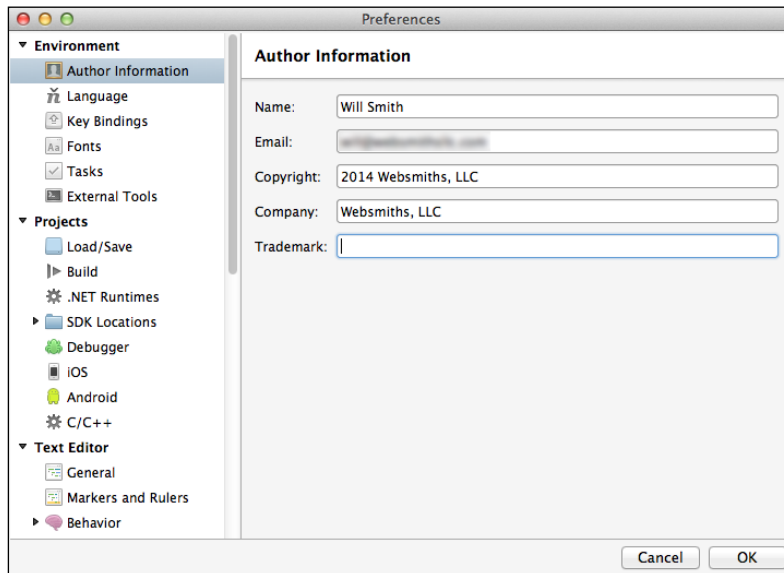 Preferences
Environment
Author Information
Language
Key Bindings
Fonts
Tasks
External Tools
Projects
Load/Save
Build
.NET Runtimes
SDK Locations
Debugger
iOS
Android
C/C++
Text Editor
General
Markers and Rulers
Behavior
Author Information
Name: Will Smith
Email:
Copyright: 2014 Websmiths, LLC
Company: Websmiths, LLC
Trademark:
Cancel OK